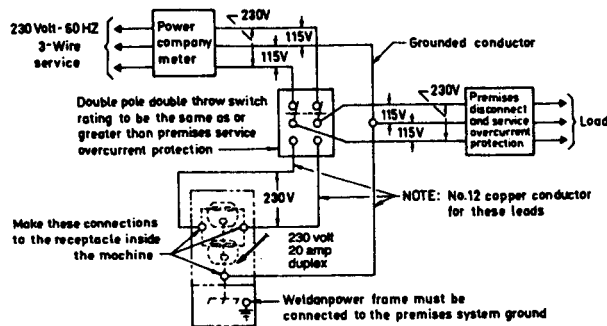 230 Volt-60 HZ
3-Wire
service
Power
company
meter
230V
115V
115V
Grounded conductor
Double pole double throw switch
rating to be the same as or
greater than premises service
overcurrent protection
230V
115V
115V
Premises
disconnect
and service
overcurrent
protection
Load
230V
NOTE: No.12 copper conductor
for these leads
Make these connections
to the receptacle inside
the machine
230 volt
20 amp
duplex
Weldanpower frame must be
connected to the premises system ground